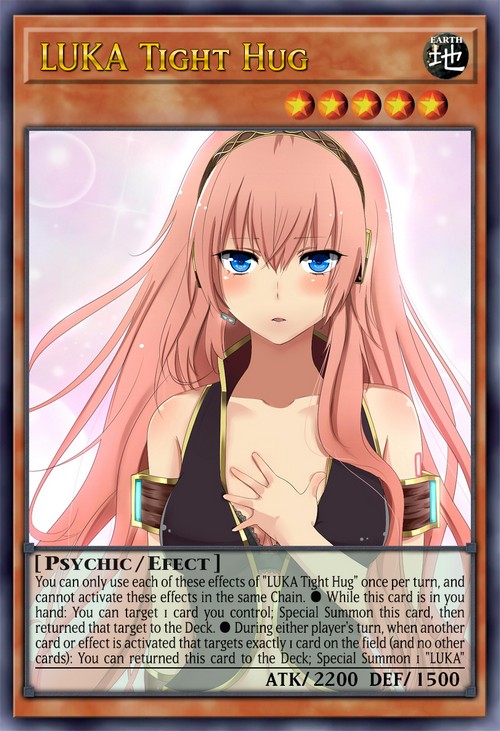 LUKA Tight Hug
EARTH
地
[ Psychic / Efect ]
You can only use each of these effects of "LUKA Tight Hug" once per turn, and
cannot activate these effects in the same Chain. ● While this card is in you
hand: You can target 1 card you control; Special Summon this card, then
returned that target to the Deck. ● During either player's turn, when another
card or effect is activated that targets exactly 1 card on the field (and no other
cards): You can returned this card to the Deck; Special Summon 1 "LUKA"
ATK/ 2200 DEF/ 1500